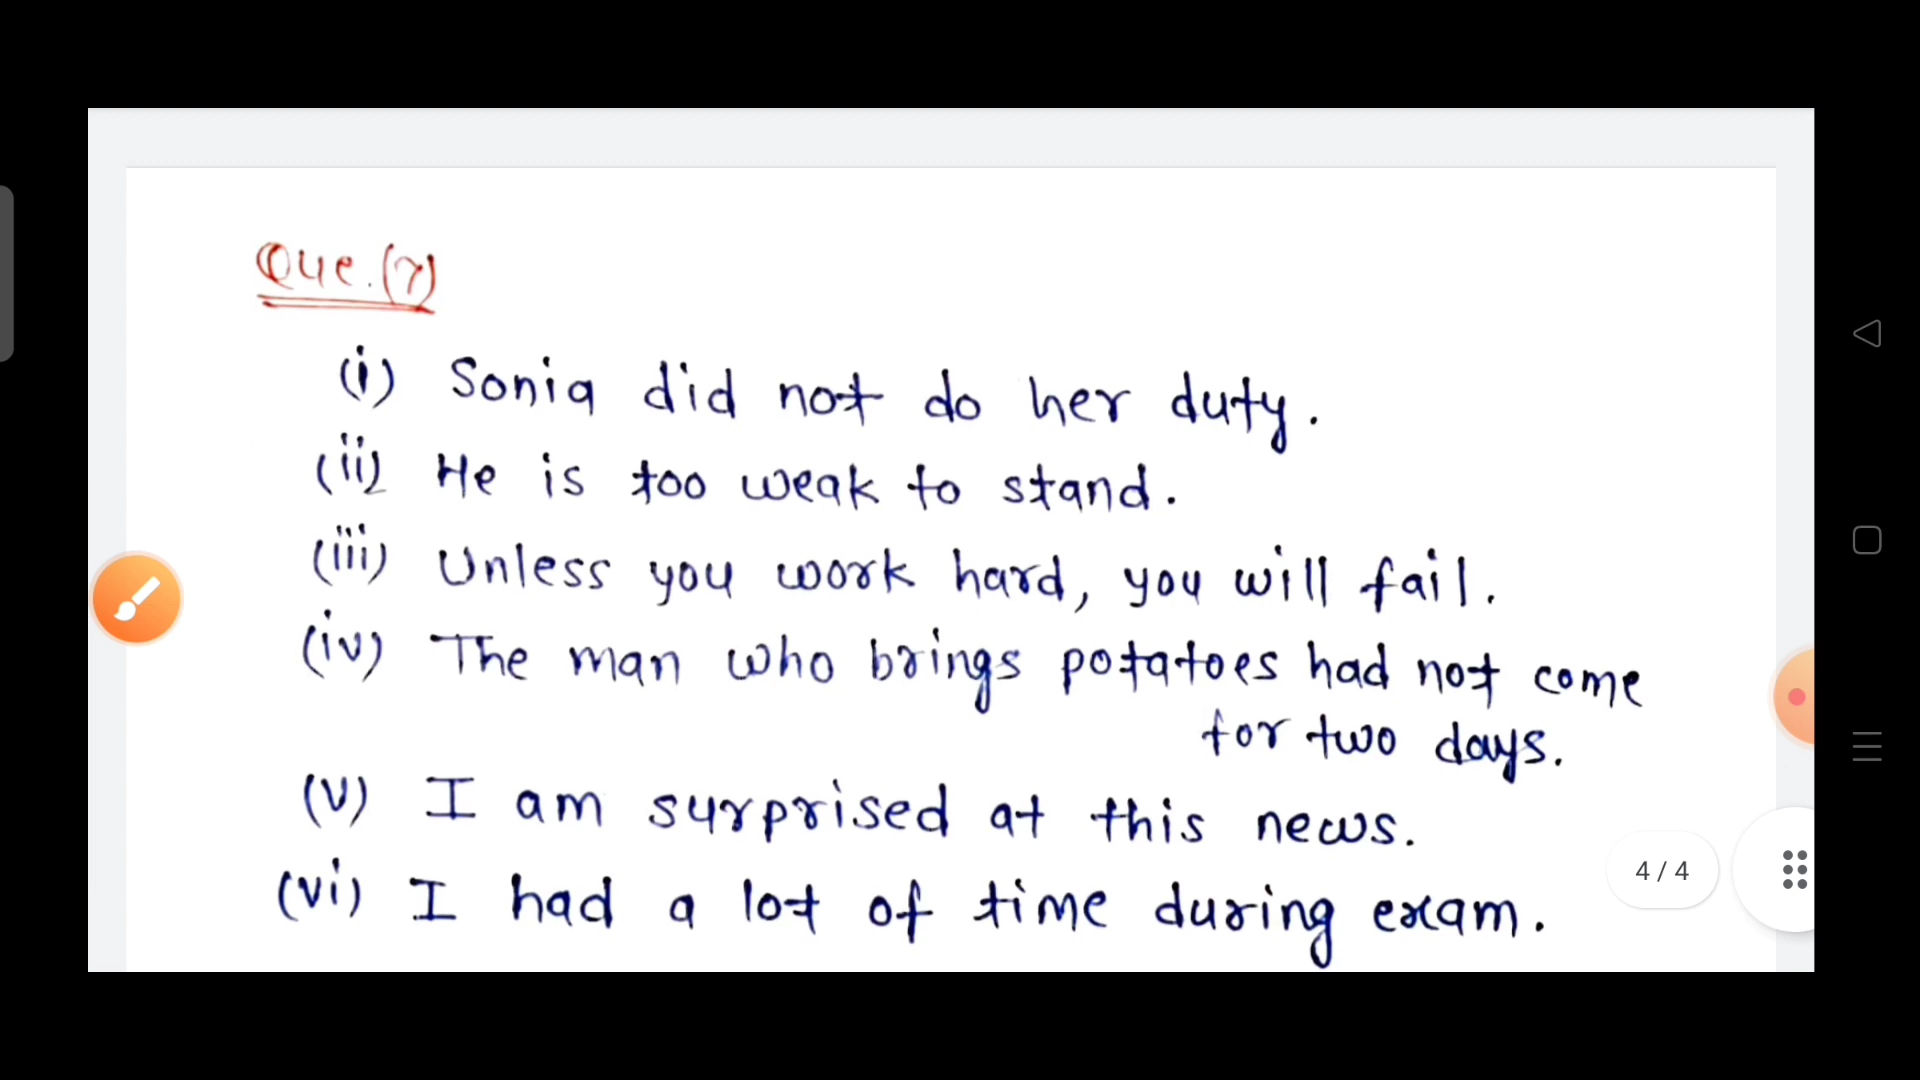 Que.(7)
(i) Sonia did not do her duty.
(ii) He is too weak to stand.
(iii) Unless you work hard, you will fail.
(iv) The man who brings potatoes had not come
for two days.
(v) I am surprised at this news.
(vi) I had a lot of time during exam.
4 / 4